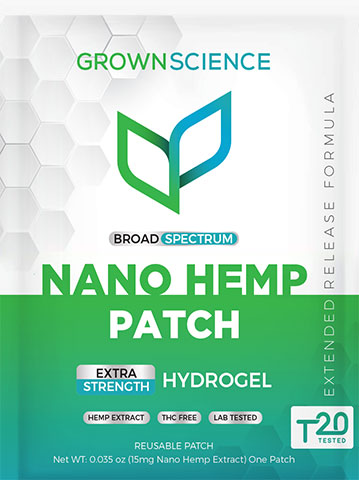 GROWNSCIENCE
BROAD SPECTRUM
NANO HEMP
PATCH
EXTRA
STRENGTH
HYDROGEL
HEMP EXTRACT THC FREE LAB TESTED
REUSABLE PATCH
Net WT: 0.035 oz (15mg Nano Hemp Extract) One Patch
EXTENDED RELEASE FORMULA
T20
TESTED